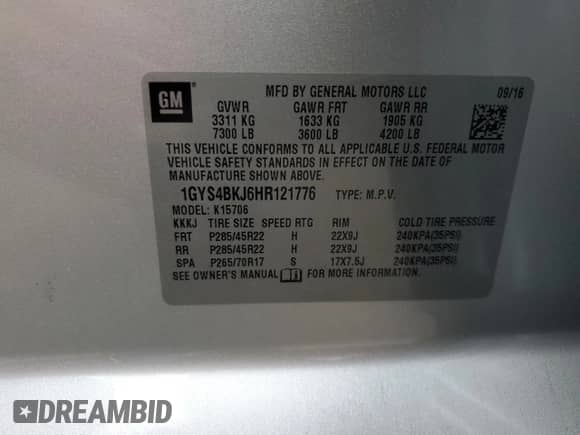 GM
MFD BY GENERAL MOTORS LLC 09/16
GVWR GAWR FRT GAWR RR
3311 KG 1633 KG 1905 KG
7300 LB 3600 LB 4200 LB
THIS VEHICLE CONFORMS TO ALL APPLICABLE U.S. FEDERAL MOTOR
VEHICLE SAFETY STANDARDS IN EFFECT ON THE DATE OF
MANUFACTURE SHOWN ABOVE.
1GYS4BKJ6HR121776 TYPE: M.P.V.
MODEL: K15706
KKKJ TIRE SIZE SPEED RTG RIM COLD TIRE PRESSURE
FRT P285/45R22 H 22X9J 240KPA(35PSI)
RR P285/45R22 H 22X9J 240KPA(35PSI)
SPA P265/70R17 S 17X7.5J 240KPA(35PSI)
SEE OWNER'S MANUAL FOR MORE INFORMATION.
DREAMBID